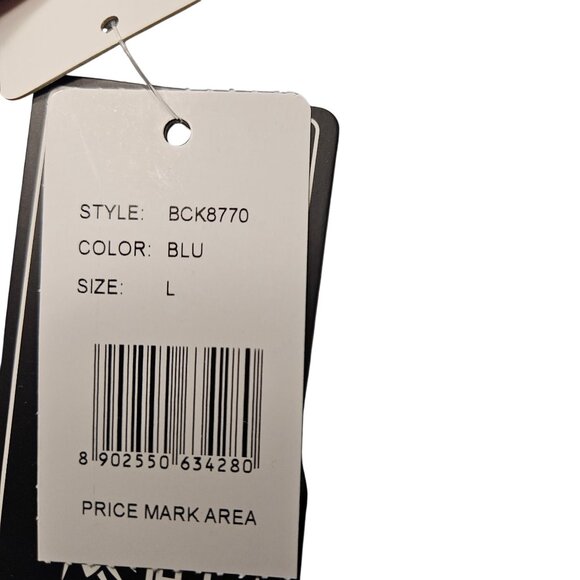 STYLE: BCK8770
COLOR: BLU
SIZE: L
8 902550 634280
PRICE MARK AREA